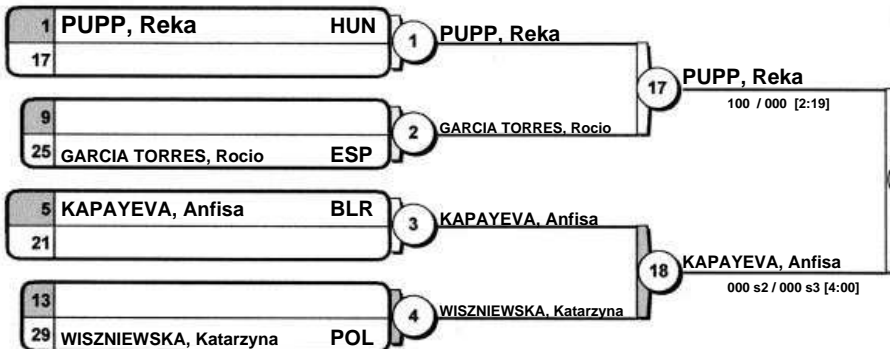 1 PUPP, Reka HUN
17
1 PUPP, Reka
9
25 GARCIA TORRES, Rocio ESP
2 GARCIA TORRES, Rocio
17 PUPP, Reka
100 / 000 [2:19]
5 KAPAYEVA, Anfisa BLR
21
3 KAPAYEVA, Anfisa
13
29 WISZNIEWSKA, Katarzyna POL
4 WISZNIEWSKA, Katarzyna
18 KAPAYEVA, Anfisa
000 s2 / 000 s3 [4:00]